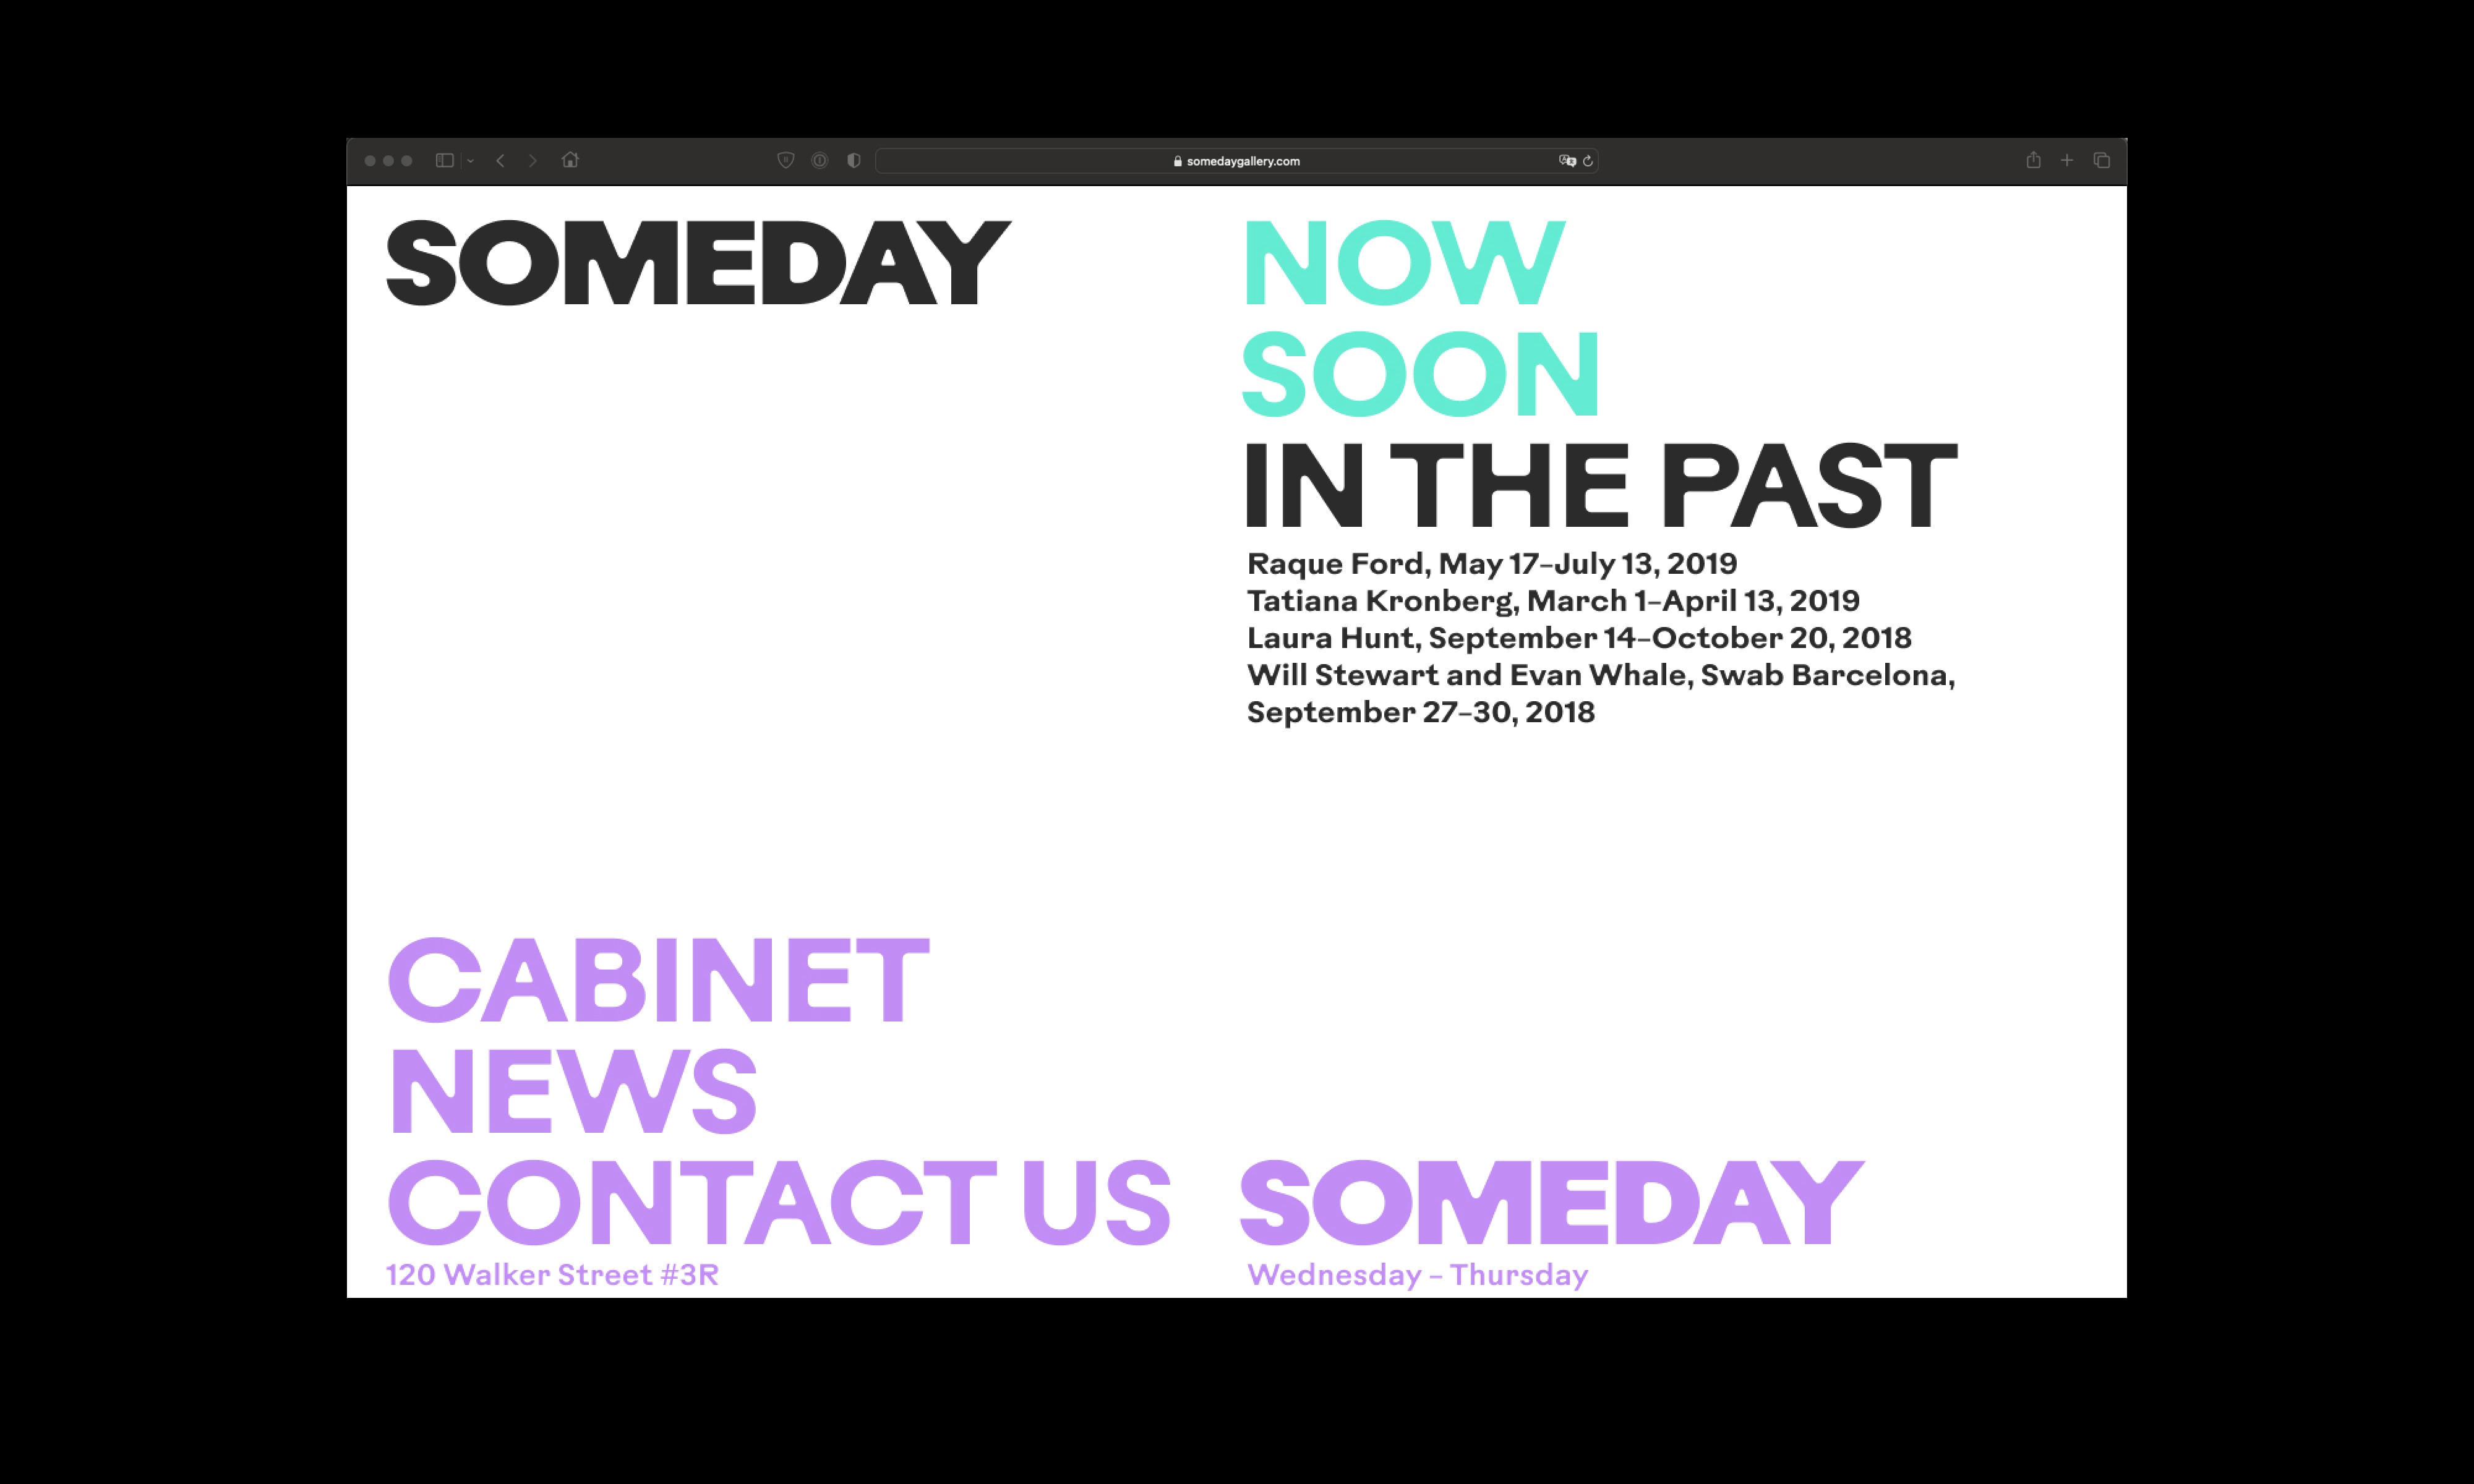 somedaygallery.com
SOMEDAY
NOW
SOON
IN THE PAST
Raque Ford, May 17–July 13, 2019
Tatiana Kronberg, March 1–April 13, 2019
Laura Hunt, September 14–October 20, 2018
Will Stewart and Evan Whale, Swab Barcelona,
September 27–30, 2018
CABINET
NEWS
CONTACT US
120 Walker Street #3R
SOMEDAY
Wednesday – Thursday